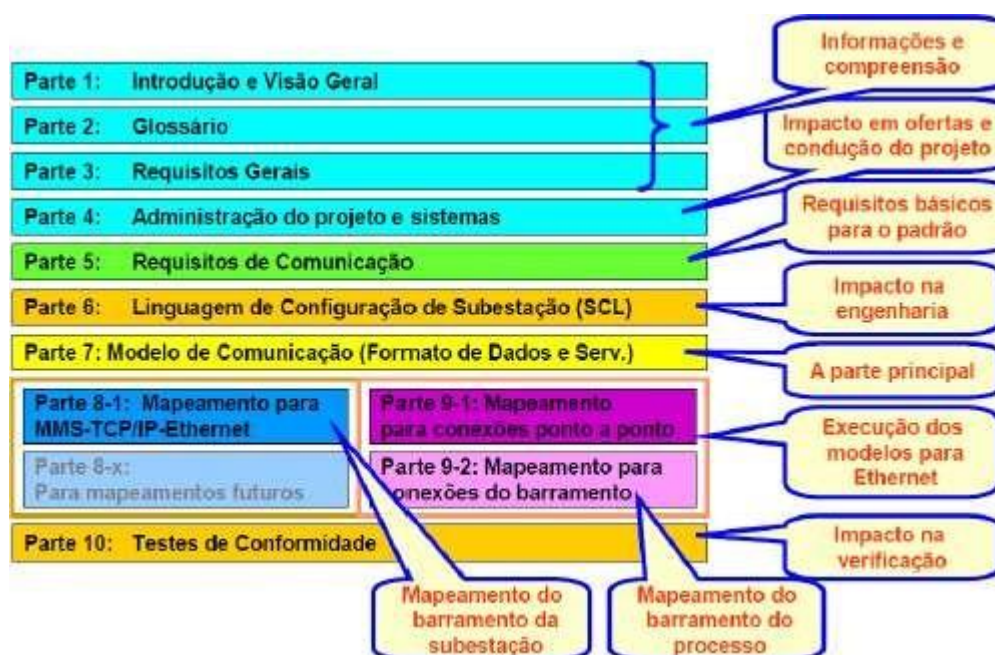 Informações e
compreensão
Parte 1: Introdução e Visão Geral
Parte 2: Glossário
Impacto em ofertas e
condução do projeto
Parte 3: Requisitos Gerais
Parte 4: Administração do projeto e sistemas
Requisitos básicos
para o padrão
Parte 5: Requisitos de Comunicação
Parte 6: Linguagem de Configuração de Subestação (SCL)
Impacto na
engenharia
Parte 7: Modelo de Comunicação (Formato de Dados e Serv.)
A parte principal
Parte 8-1: Mapeamento para
MMS-TCP/IP-Ethernet
Parte 9-1: Mapeamento
para conexões ponto a ponto
Parte 8-x:
Para mapeamentos futuros
Parte 9-2: Mapeamento para
conexões do barramento
Execução dos
modelos para
Ethernet
Parte 10: Testes de Conformidade
Impacto na
verificação
Mapeamento do
barramento da
subestação
Mapeamento do
barramento do
processo